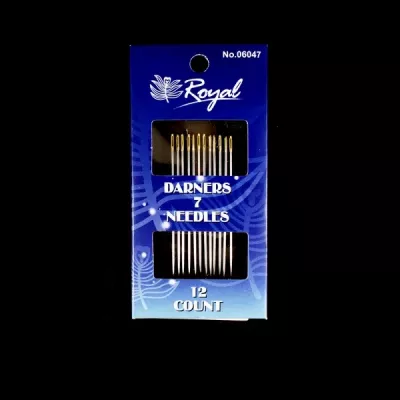 No.06047
Royal
DARNERS
7
NEEDLES
12
COUNT